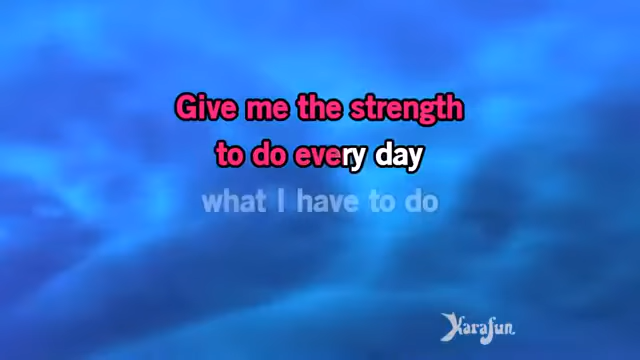 Give me the strength
to do every day
what I have to do
KaraFun